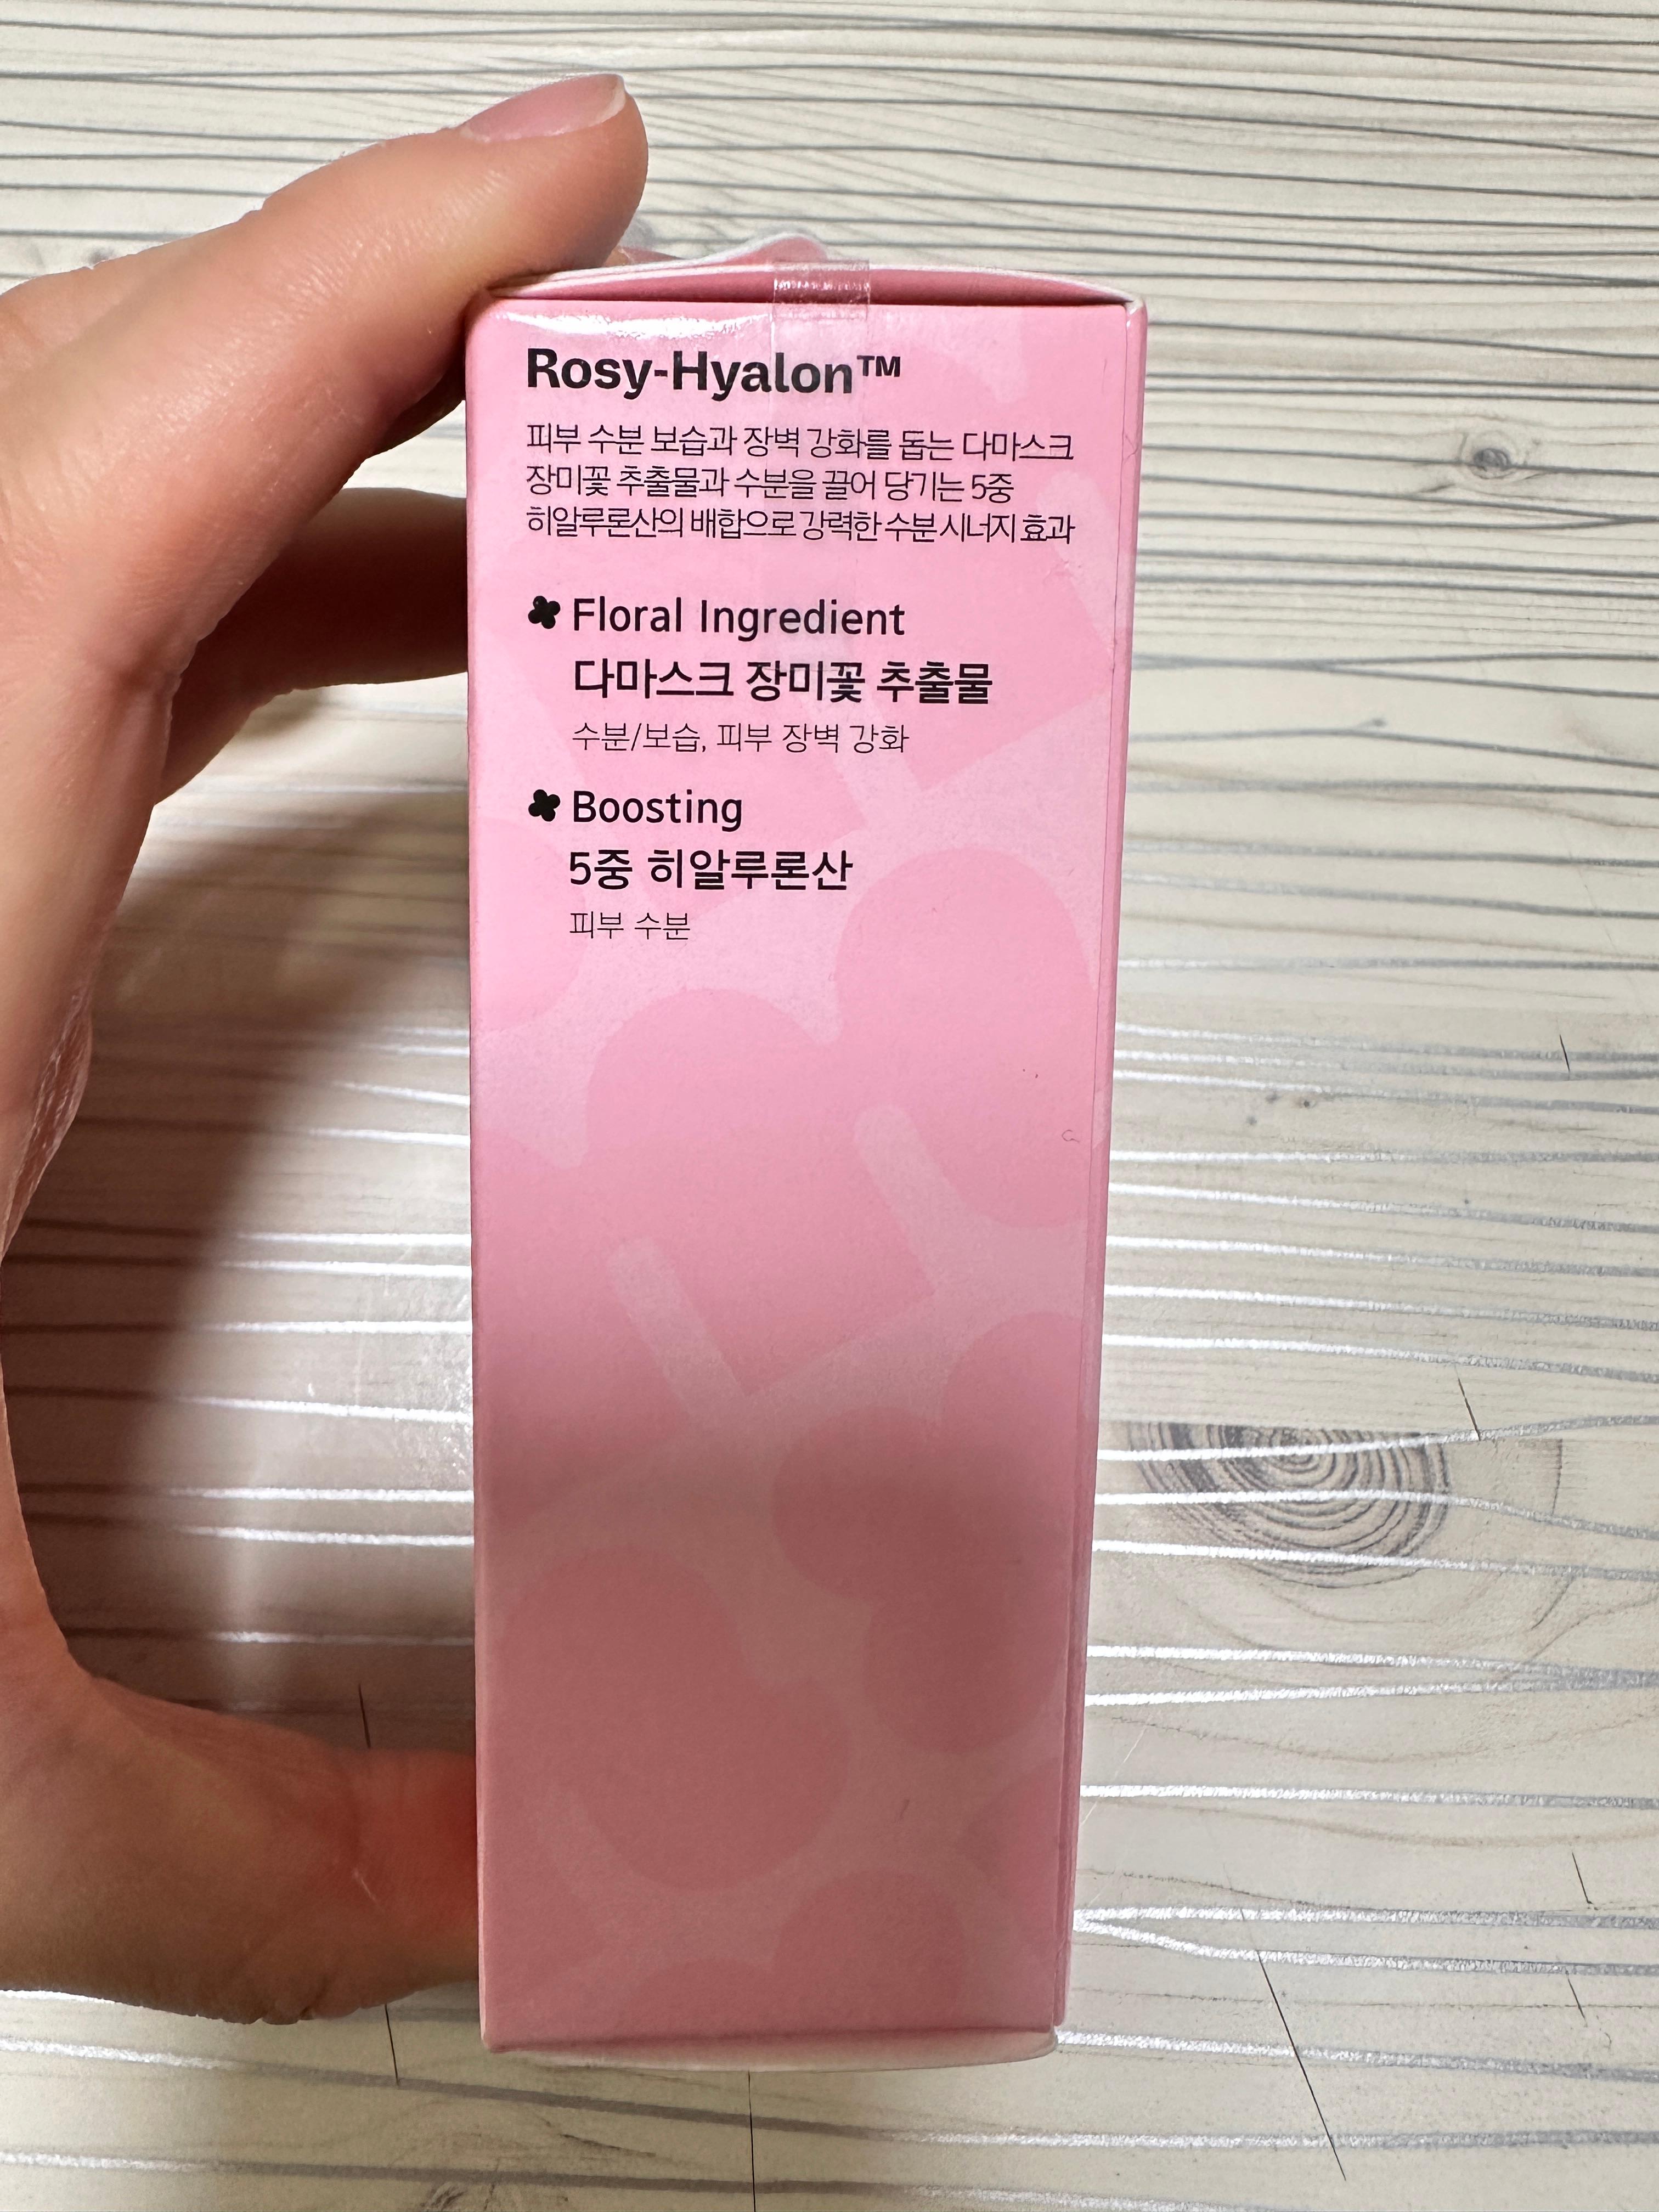 Rosy-Hyalon™
피부 수분 보습과 장벽 강화를 돕는 다마스크
장미꽃 추출물과 수분을 끌어 당기는 5중
히알루론산의 배합으로 강력한 수분 시너지 효과
Floral Ingredient
다마스크 장미꽃 추출물
수분/보습, 피부 장벽 강화
Boosting
5중 히알루론산
피부 수분